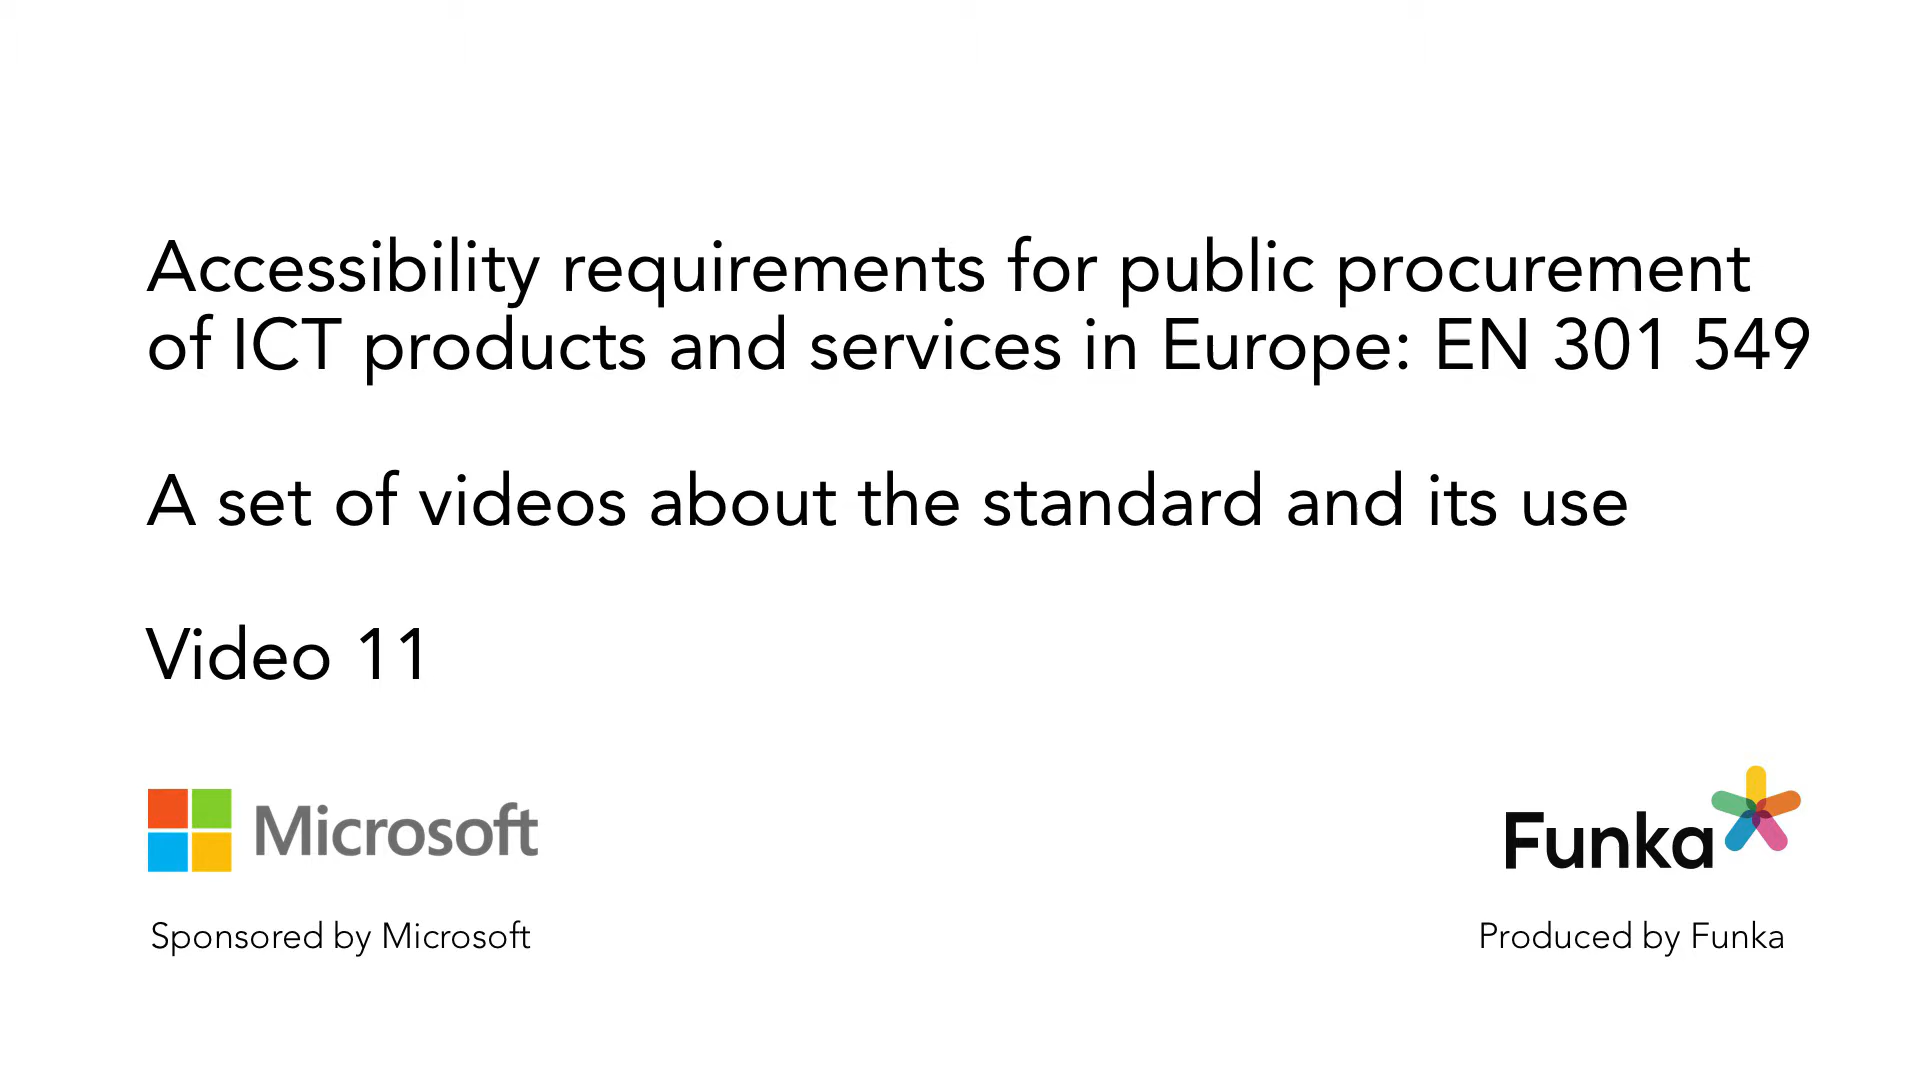 Accessibility requirements for public procurement
of ICT products and services in Europe: EN 301 549
A set of videos about the standard and its use
Video 11
Microsoft
Funka
Sponsored by Microsoft
Produced by Funka